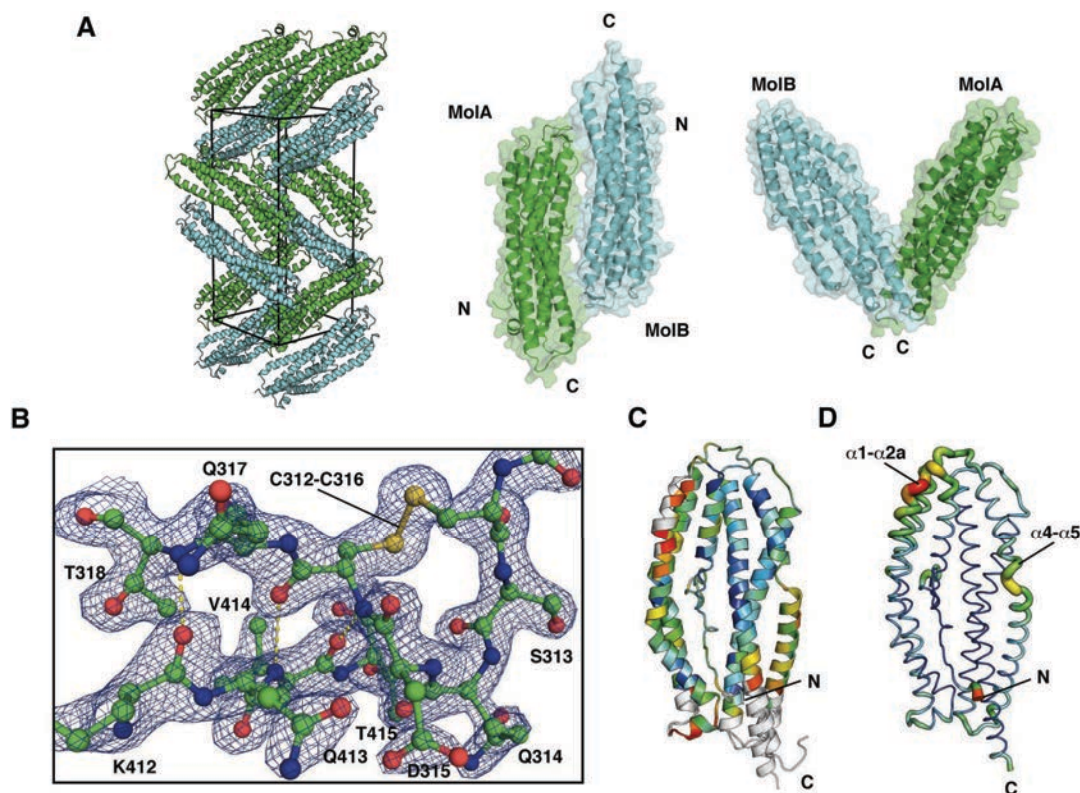 A
C
MolA
N
N
MolB
C
MolB
MolA
C
C
B
Q317
C312-C316
T318
V414
S313
T415
K412
Q413
D315
Q314
C
N
C
D
α1-α2a
α4-α5
N
C